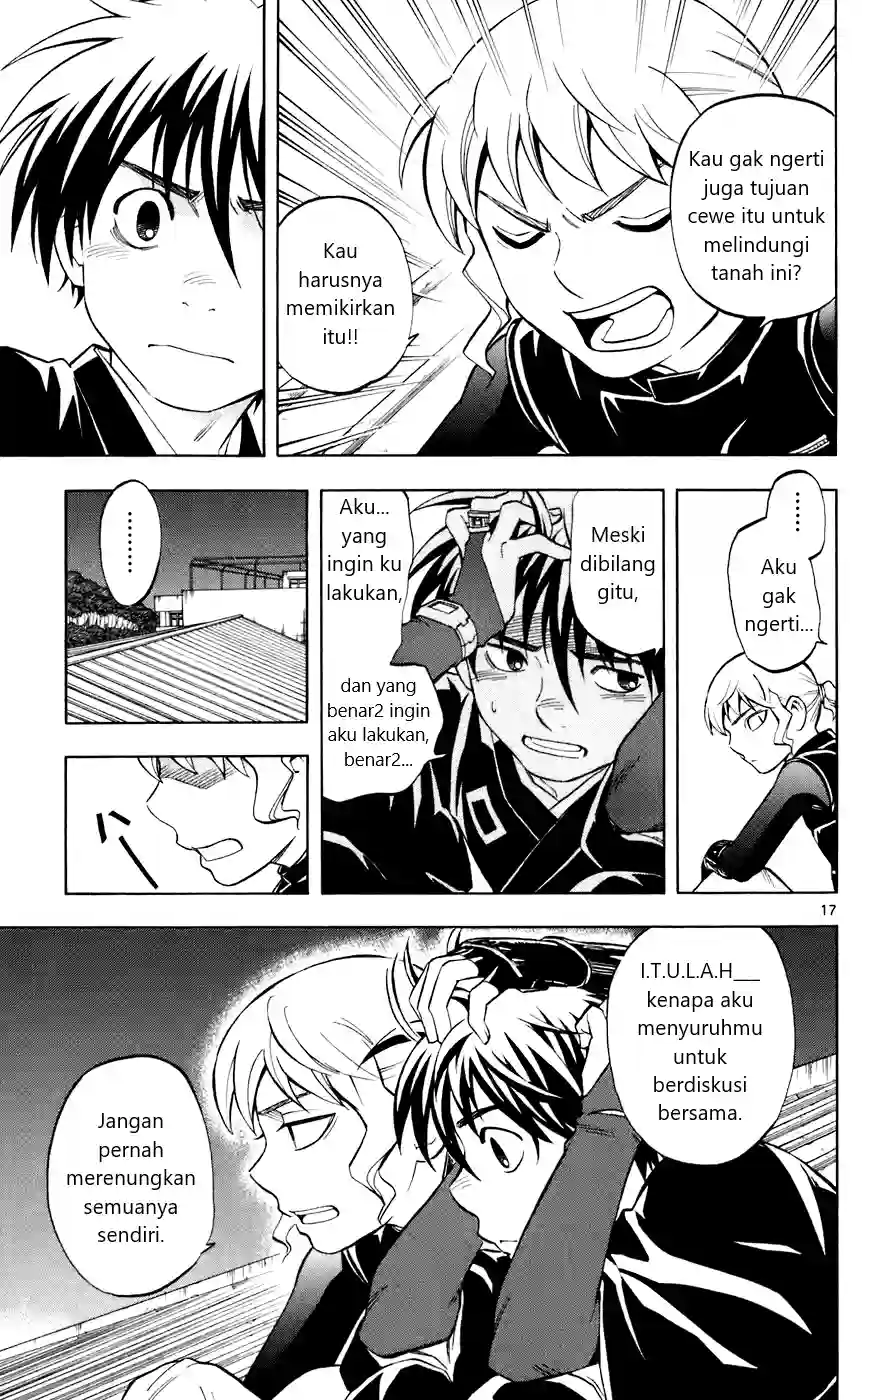 Kau gak ngerti
juga tujuan
cewe itu untuk
melindungi
tanah ini?
Kau
harusnya
memikirkan
itu!!
........
Aku
gak
ngerti...
Meski
dibilang
gitu,
Aku...
yang
ingin ku
lakukan,
dan yang
benar2 ingin
aku lakukan,
benar2...
........
17
I.T.U.L.A.H___
kenapa aku
menyuruhmu
untuk
berdiskusi
bersama.
Jangan
pernah
merenungkan
semuanya
sendiri.